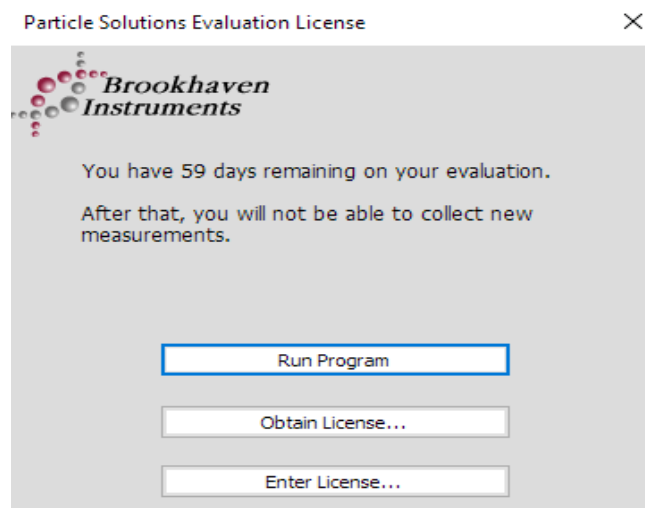 Particle Solutions Evaluation License
Brookhaven
Instruments
You have 59 days remaining on your evaluation.
After that, you will not be able to collect new
measurements.
Run Program
Obtain License...
Enter License...